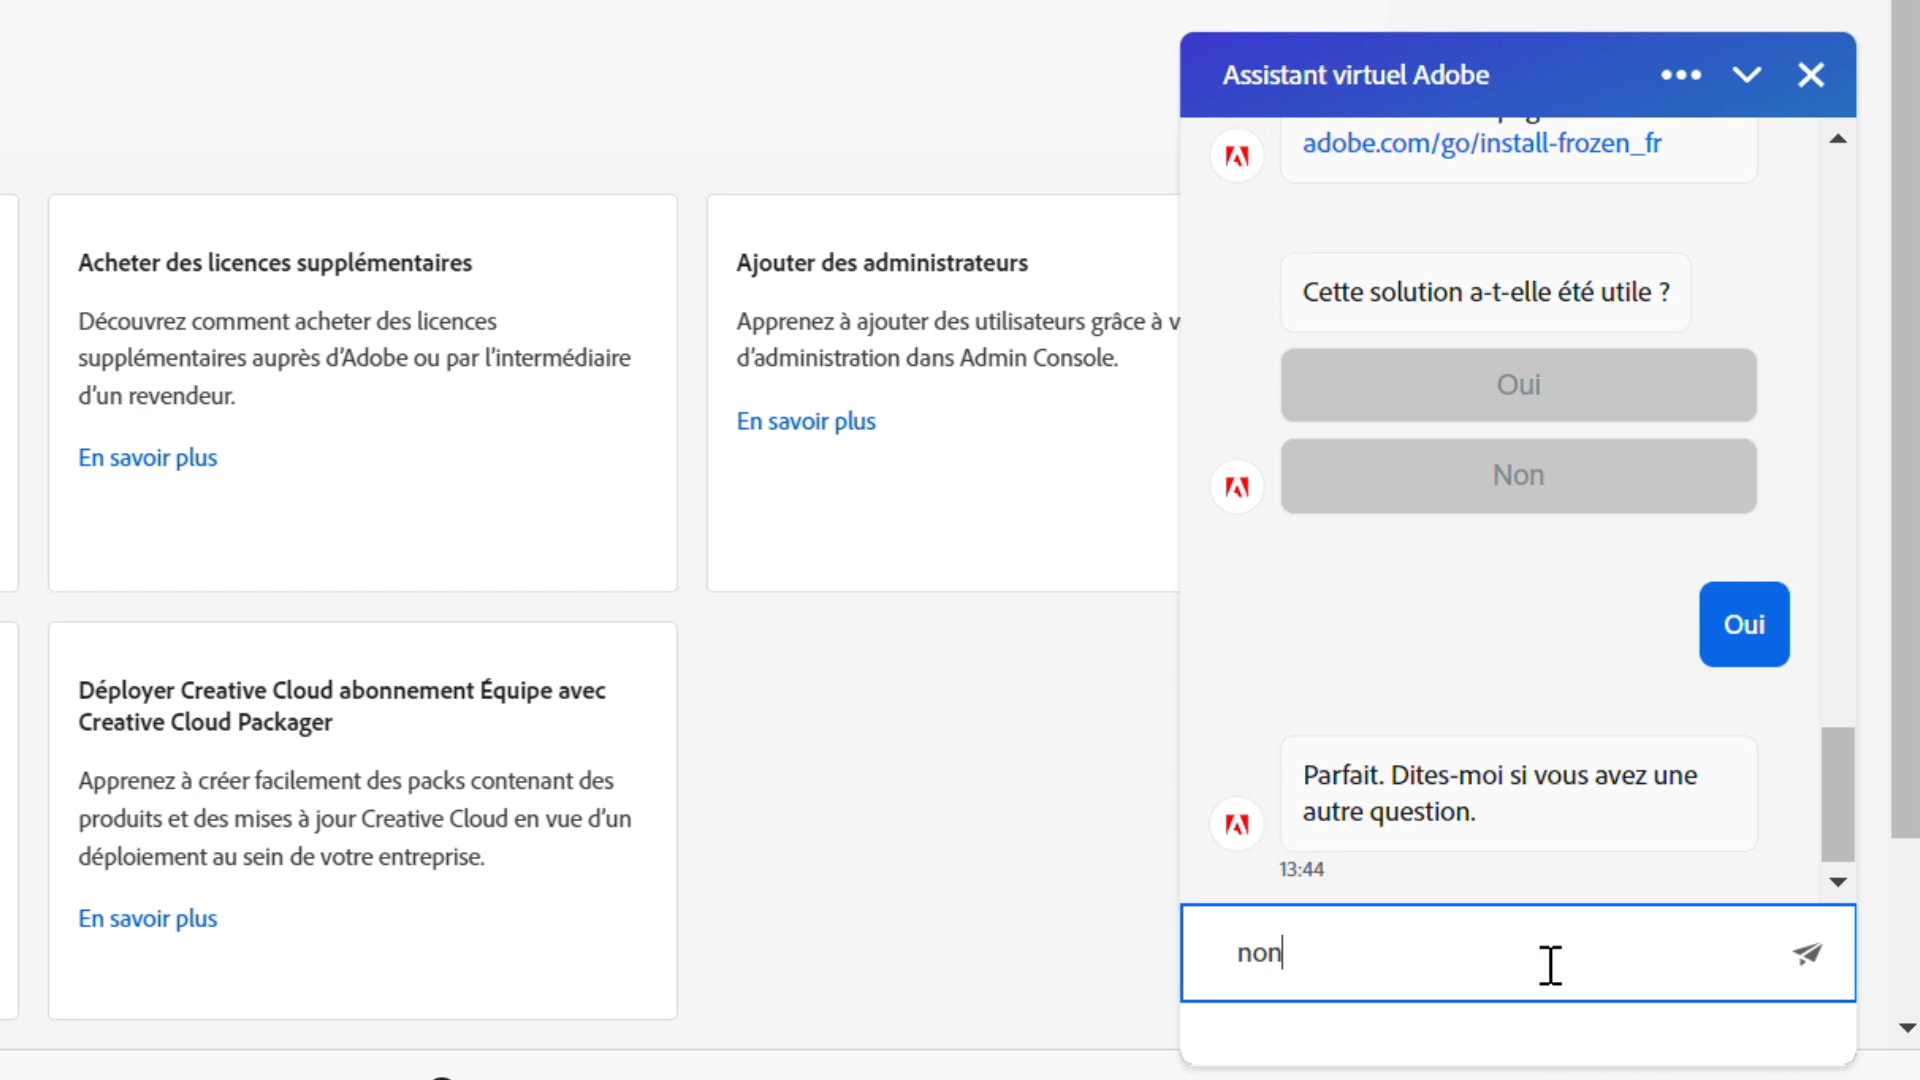 Acheter des licences supplémentaires
Découvrez comment acheter des licences
supplémentaires auprès d'Adobe ou par l'intermédiaire
d'un revendeur.
En savoir plus
Ajouter des administrateurs
Apprenez à ajouter des utilisateurs grâce à v
d'administration dans Admin Console.
En savoir plus
Déployer Creative Cloud abonnement Équipe avec
Creative Cloud Packager
Apprenez à créer facilement des packs contenant des
produits et des mises à jour Creative Cloud en vue d'un
déploiement au sein de votre entreprise.
En savoir plus
Assistant virtuel Adobe
adobe.com/go/install-frozen_fr
Cette solution a-t-elle été utile ?
Oui
Non
Oui
Parfait. Dites-moi si vous avez une
autre question.
13:44
non